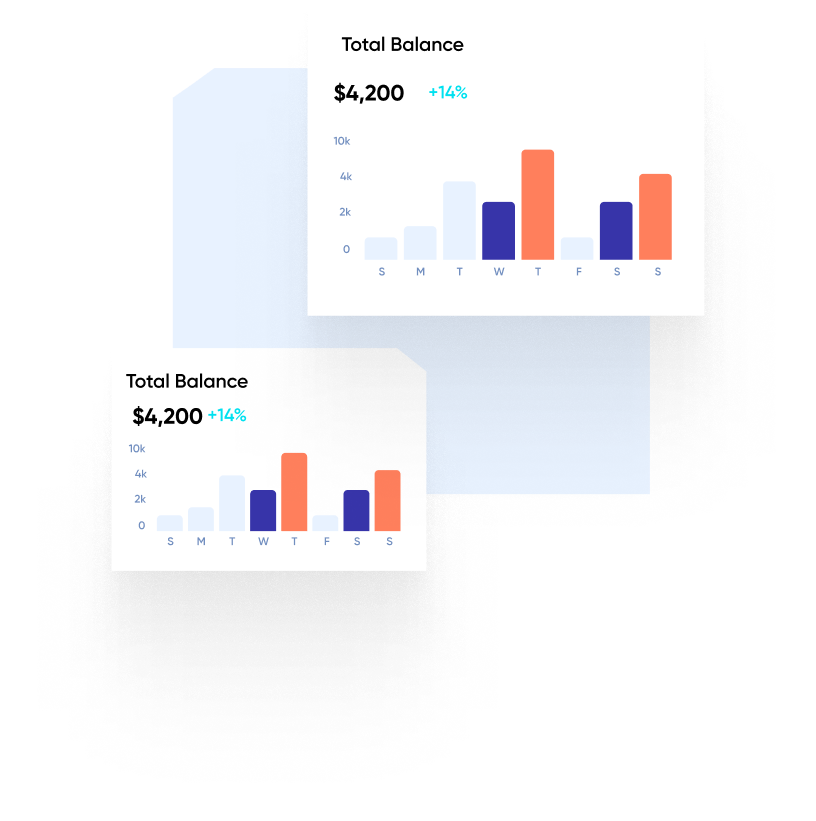 Total Balance
$4,200 +14%
10k
4k
2k
0
S M T W T F S S
Total Balance
$4,200 +14%
10k
4k
2k
0
S M T W T F S S